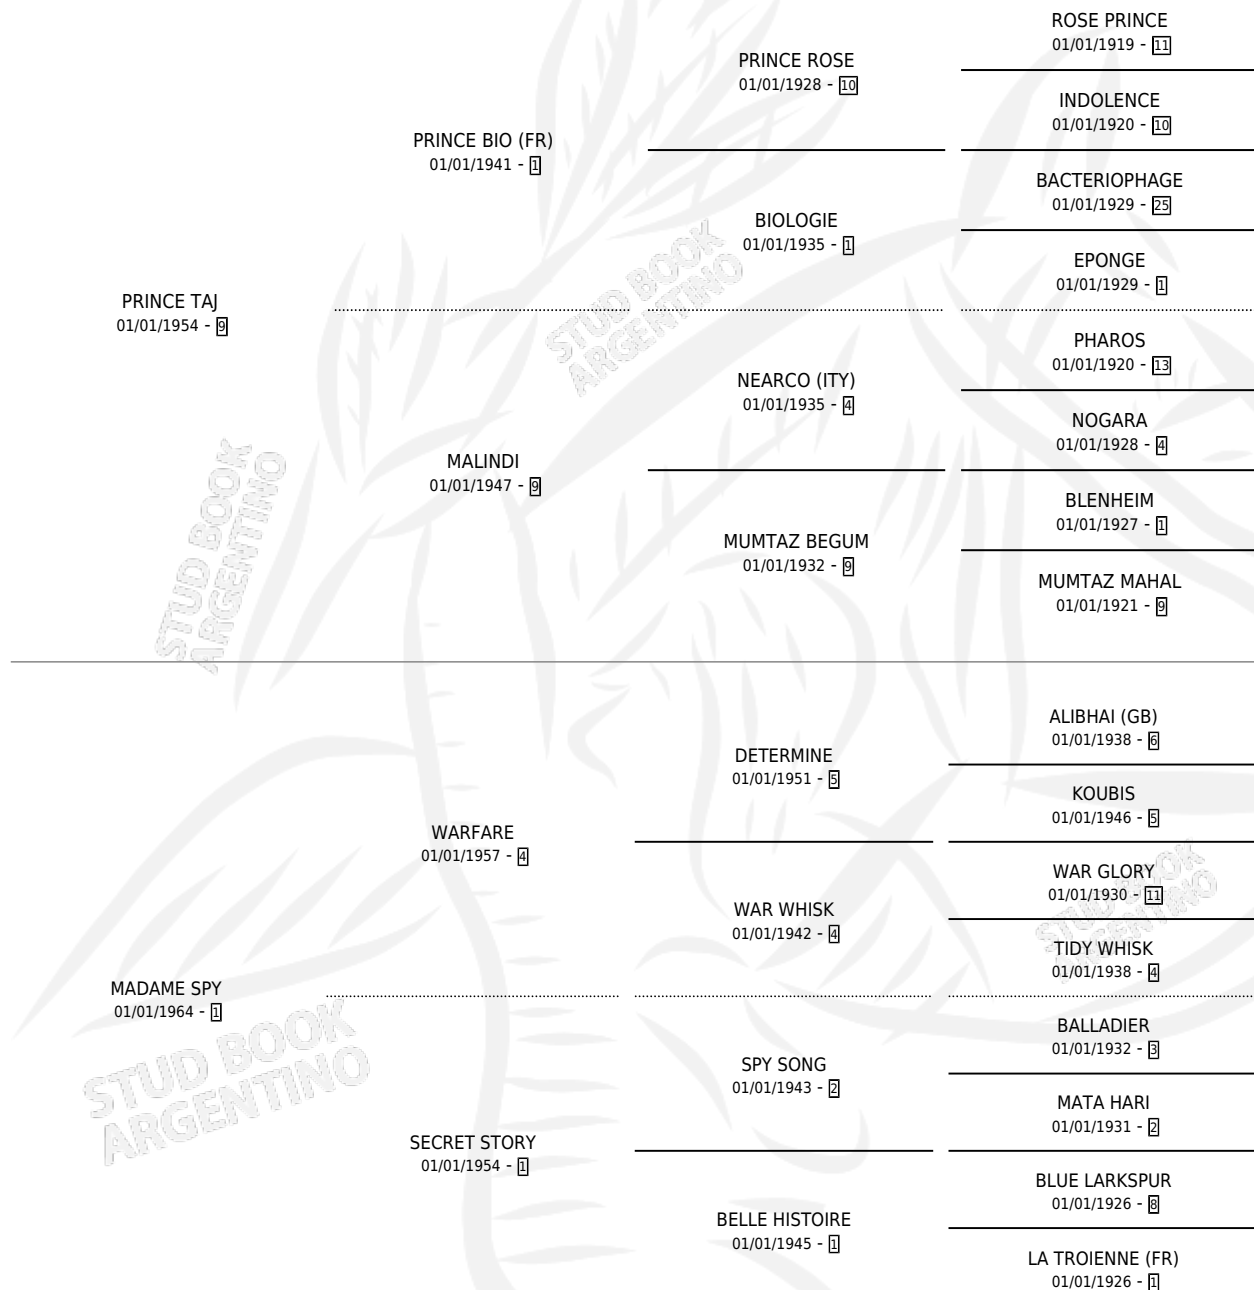 ROSE PRINCE
01/01/1919 - 11
PRINCE ROSE
01/01/1928 - 10
INDOLENCE
01/01/1920 - 10
PRINCE BIO (FR)
01/01/1941 - 1
BACTERIOPHAGE
01/01/1929 - 25
BIOLOGIE
01/01/1935 - 1
EPONGE
01/01/1929 - 1
PRINCE TAJ
01/01/1954 - 9
PHAROS
01/01/1920 - 13
NEARCO (ITY)
01/01/1935 - 4
NOGARA
01/01/1928 - 4
MALINDI
01/01/1947 - 9
BLENHEIM
01/01/1927 - 1
MUMTAZ BEGUM
01/01/1932 - 9
MUMTAZ MAHAL
01/01/1921 - 9
ALIBHAI (GB)
01/01/1938 - 6
DETERMINE
01/01/1951 - 5
KOUBIS
01/01/1946 - 5
WARFARE
01/01/1957 - 4
WAR GLORY
01/01/1930 - 11
WAR WHISK
01/01/1942 - 4
TIDY WHISK
01/01/1938 - 4
MADAME SPY
01/01/1964 - 1
BALLADIER
01/01/1932 - 3
SPY SONG
01/01/1943 - 2
MATA HARI
01/01/1931 - 2
SECRET STORY
01/01/1954 - 1
BLUE LARKSPUR
01/01/1926 - 8
BELLE HISTOIRE
01/01/1945 - 1
LA TROIENNE (FR)
01/01/1926 - 1
STUD BOOK
ARGENTINO
STUD BOOK
ARGENTINO
STUD BOOK
ARGENTINO
STUD BOOK
ARGENTINO